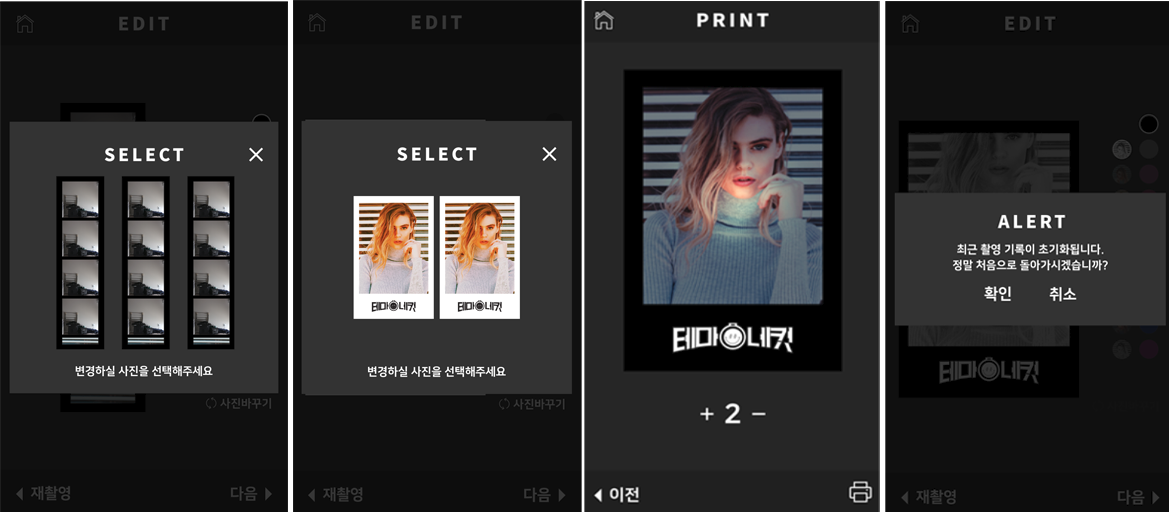 EDIT
SELECT
변경하실 사진을 선택해주세요
사진바꾸기
재촬영
다음
EDIT
SELECT
테마네컷
테마네컷
변경하실 사진을 선택해주세요
사진바꾸기
재촬영
다음
PRINT
테마네컷
+ 2 −
이전
EDIT
ALERT
최근 촬영 기록이 초기화됩니다.
정말 처음으로 돌아가시겠습니까?
확인 취소
테마네컷
재촬영
다음